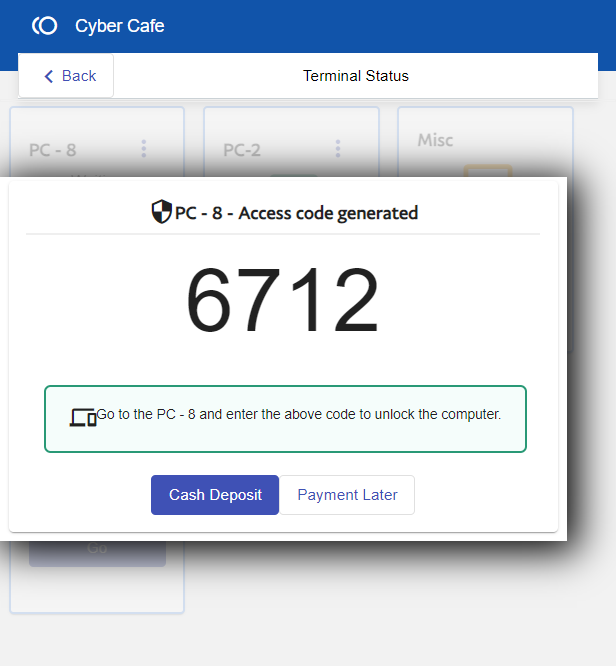 Cyber Cafe
Back
Terminal Status
PC - 8
PC-2
Misc
PC - 8 - Access code generated
6712
Go to the PC - 8 and enter the above code to unlock the computer.
Cash Deposit
Payment Later
Go